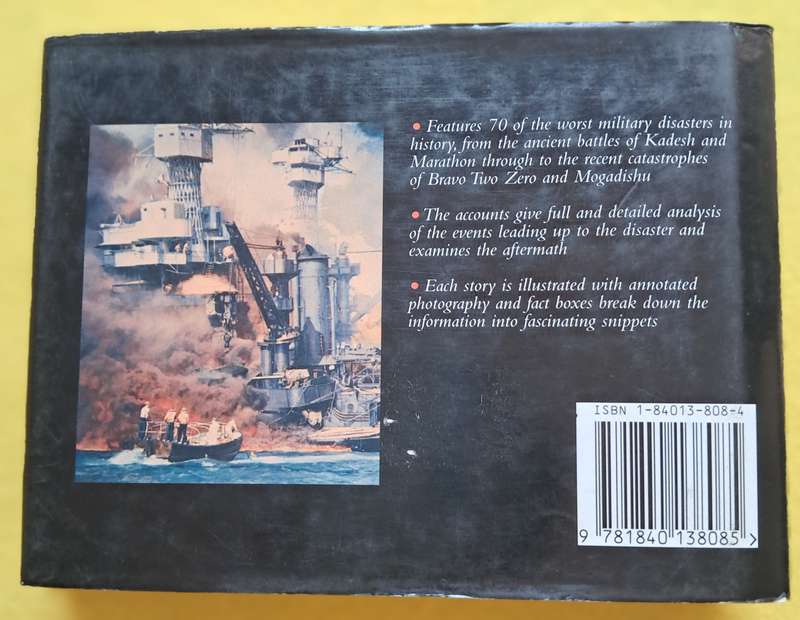 • Features 70 of the worst military disasters in
history, from the ancient battles of Kadesh and
Marathon through to the recent catastrophes
of Bravo Two Zero and Mogadishu
• The accounts give full and detailed analysis
of the events leading up to the disaster and
examines the aftermath
• Each story is illustrated with annotated
photography and fact boxes break down the
information into fascinating snippets
ISBN 1-84013-808-4
9 781840 138085 >